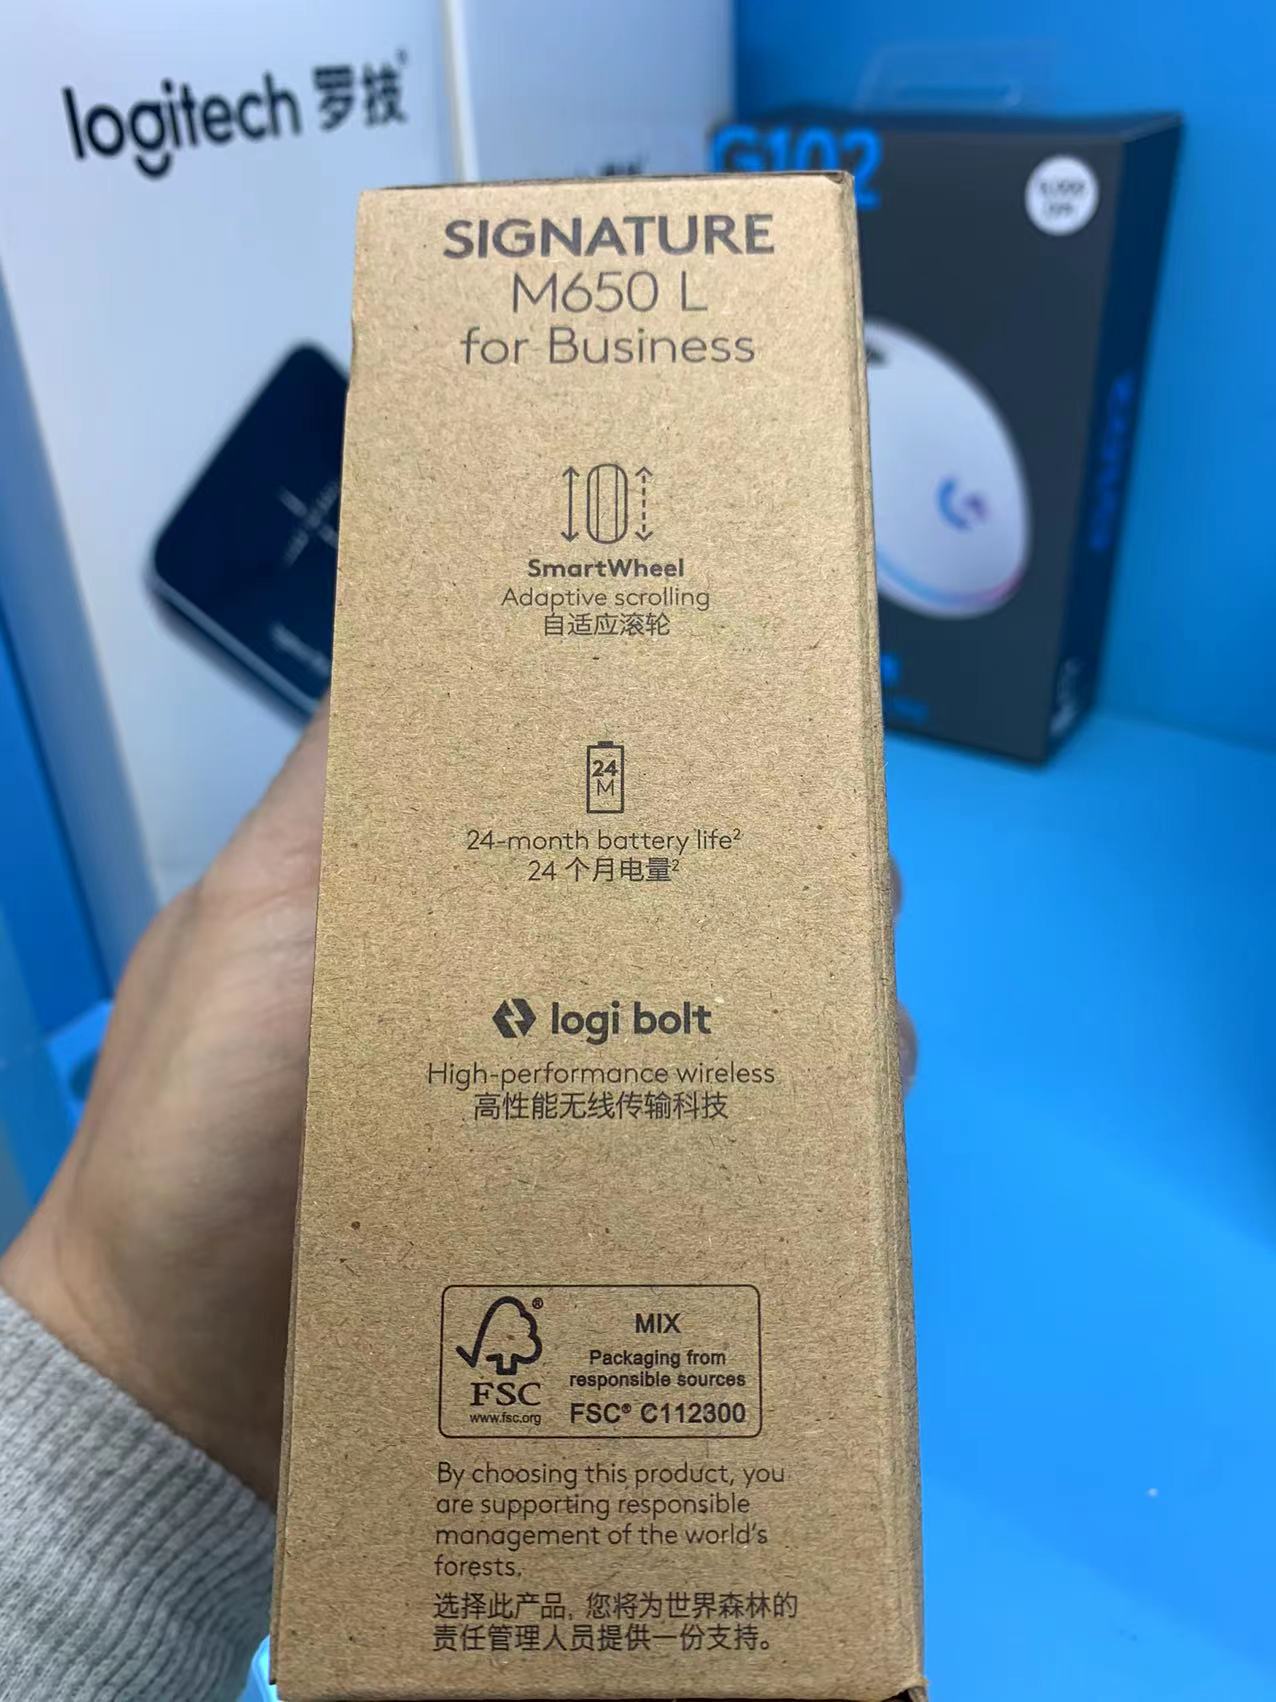 logitech 罗技
G102
SIGNATURE
M650 L
for Business
SmartWheel
Adaptive scrolling
自适应滚轮
24
M
24-month battery life²
24 个月电量²
logi bolt
High-performance wireless
高性能无线传输科技
FSC®
www.fsc.org
MIX
Packaging from
responsible sources
FSC® C112300
By choosing this product, you
are supporting responsible
management of the world's
forests.
选择此产品, 您将为世界森林的
责任管理人员提供一份支持。